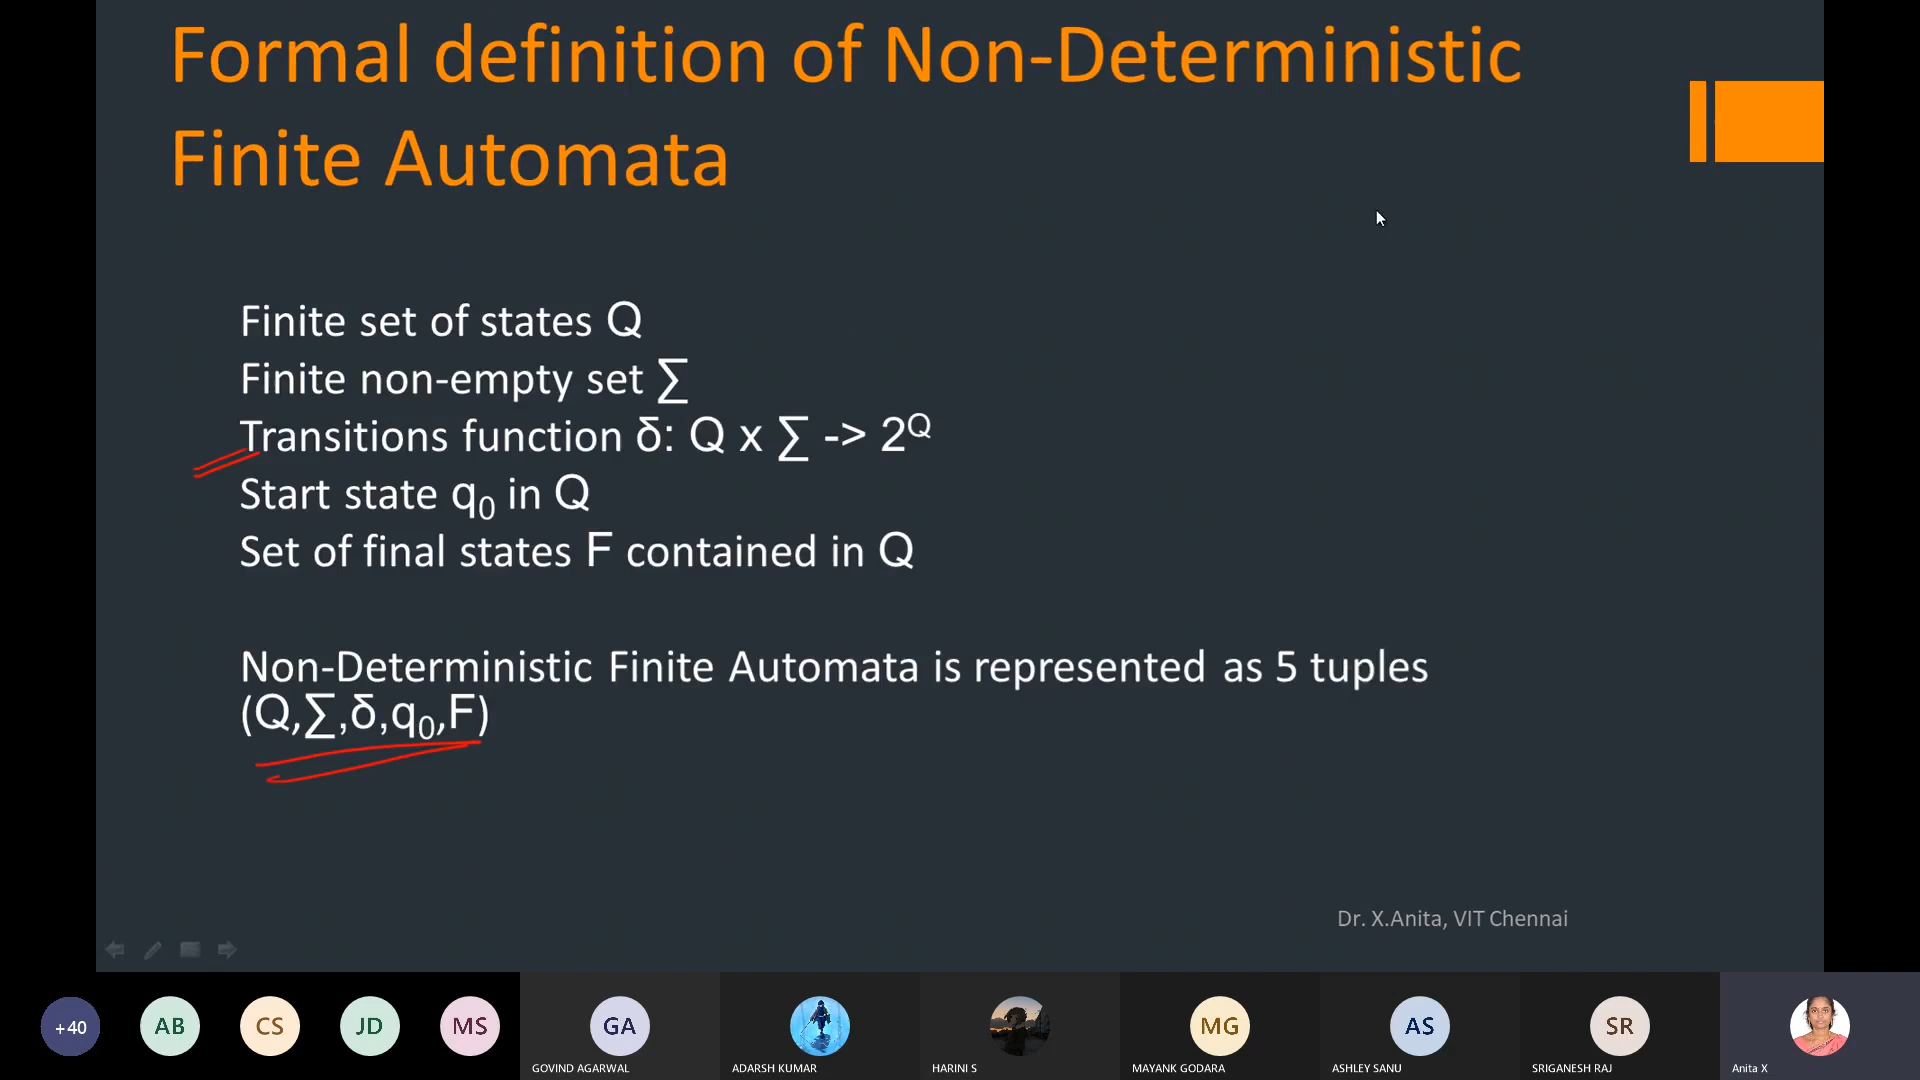 Formal definition of Non-Deterministic
Finite Automata
Finite set of states Q
Finite non-empty set ∑
Transitions function δ: Q x ∑ -> 2^Q
Start state q₀ in Q
Set of final states F contained in Q
Non-Deterministic Finite Automata is represented as 5 tuples
(Q,∑,δ,q₀,F)
Dr. X.Anita, VIT Chennai
+40
AB
CS
JD
MS
GA
MG
AS
SR
GOVIND AGARWAL
ADARSH KUMAR
HARINI S
MAYANK GODARA
ASHLEY SANU
SRIGANESH RAJ
Anita X